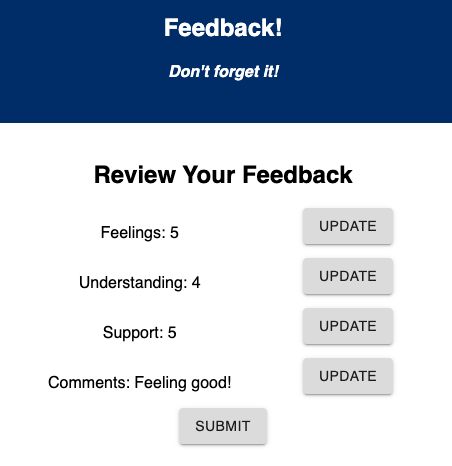 Feedback!
Don't forget it!
Review Your Feedback
Feelings: 5 UPDATE
Understanding: 4 UPDATE
Support: 5 UPDATE
Comments: Feeling good! UPDATE
SUBMIT